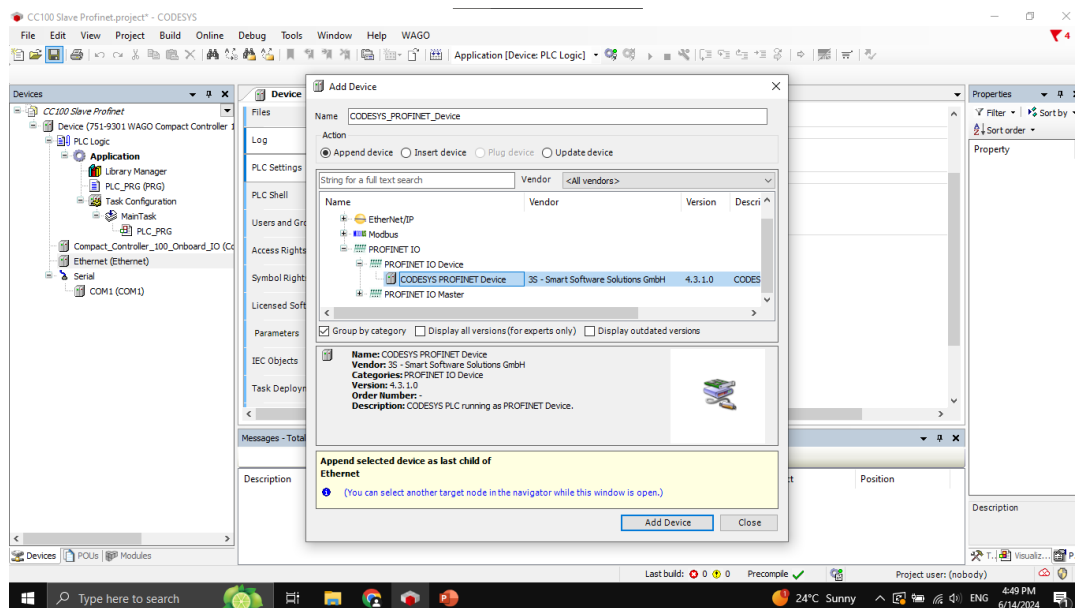 CC100 Slave Profinet.project* - CODESYS
File Edit View Project Build Online Debug Tools Window Help WAGO
4
Application [Device: PLC Logic]
Devices
CC100 Slave Profinet
Device (751-9301 WAGO Compact Controller 1
PLC Logic
Application
Library Manager
PLC_PRG (PRG)
Task Configuration
MainTask
PLC_PRG
Compact_Controller_100_Onboard_IO (Co
Ethernet (Ethernet)
Serial
COM1 (COM1)
Devices POUs Modules
Device
Files
Log
PLC Settings
PLC Shell
Users and Gro
Access Rights
Symbol Right
Licensed Soft
Parameters
IEC Objects
Task Deployn
Messages - Total
Description
Position
Add Device
Name CODESYS_PROFINET_Device
Action
Append device Insert device Plug device Update device
String for a full text search Vendor <All vendors>
Name Vendor Version Descri
EtherNet/IP
Modbus
PROFINET IO
PROFINET IO Device
CODESYS PROFINET Device 3S - Smart Software Solutions GmbH 4.3.1.0 CODES
PROFINET IO Master
Group by category Display all versions (for experts only) Display outdated versions
Name: CODESYS PROFINET Device
Vendor: 3S - Smart Software Solutions GmbH
Categories: PROFINET IO Device
Version: 4.3.1.0
Order Number: -
Description: CODESYS PLC running as PROFINET Device.
Append selected device as last child of
Ethernet
(You can select another target node in the navigator while this window is open.)
Add Device Close
Properties
Filter Sort by
Sort order
Property
Description
T... Visualiz... P
Last build: 0 0 Precompile Project user: (nobody)
Type here to search
24°C Sunny ENG 4:49 PM
6/14/2024